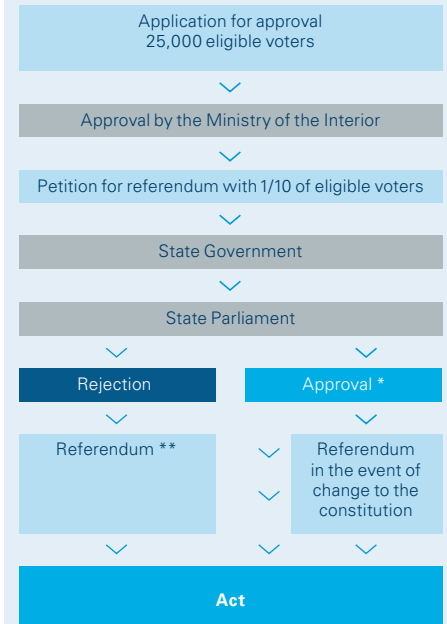 Application for approval
25,000 eligible voters
Approval by the Ministry of the Interior
Petition for referendum with 1/10 of eligible voters
State Government
State Parliament
Rejection
Approval *
Referendum **
Referendum
in the event of
change to the
constitution
Act